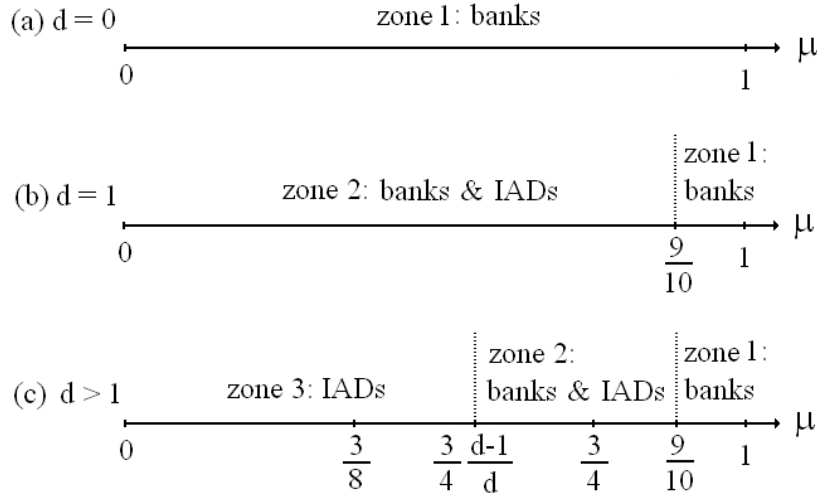 (a) d = 0
zone 1: banks
μ
0
1
(b) d = 1
zone 2: banks & IADs
zone 1:
banks
μ
0
9
10
1
(c) d > 1
zone 3: IADs
zone 2:
banks & IADs
zone 1:
banks
μ
0
3
8
3
4
d-1
d
3
4
9
10
1